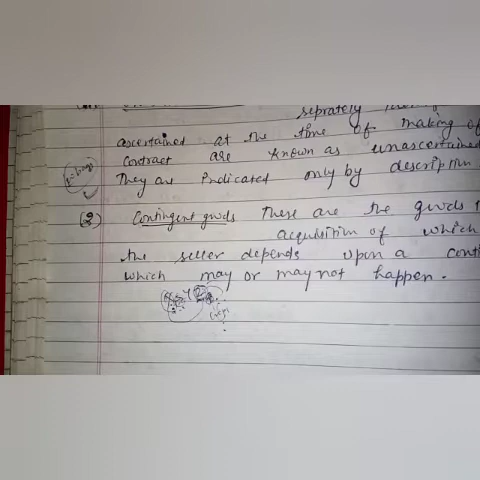 seprately
ascertained at the time of making of
contract are known as unascertained
They are indicated only by description
(2) Contingent goods These are the goods
acquisition of which
the seller depends upon a cont
which may or may not happen.